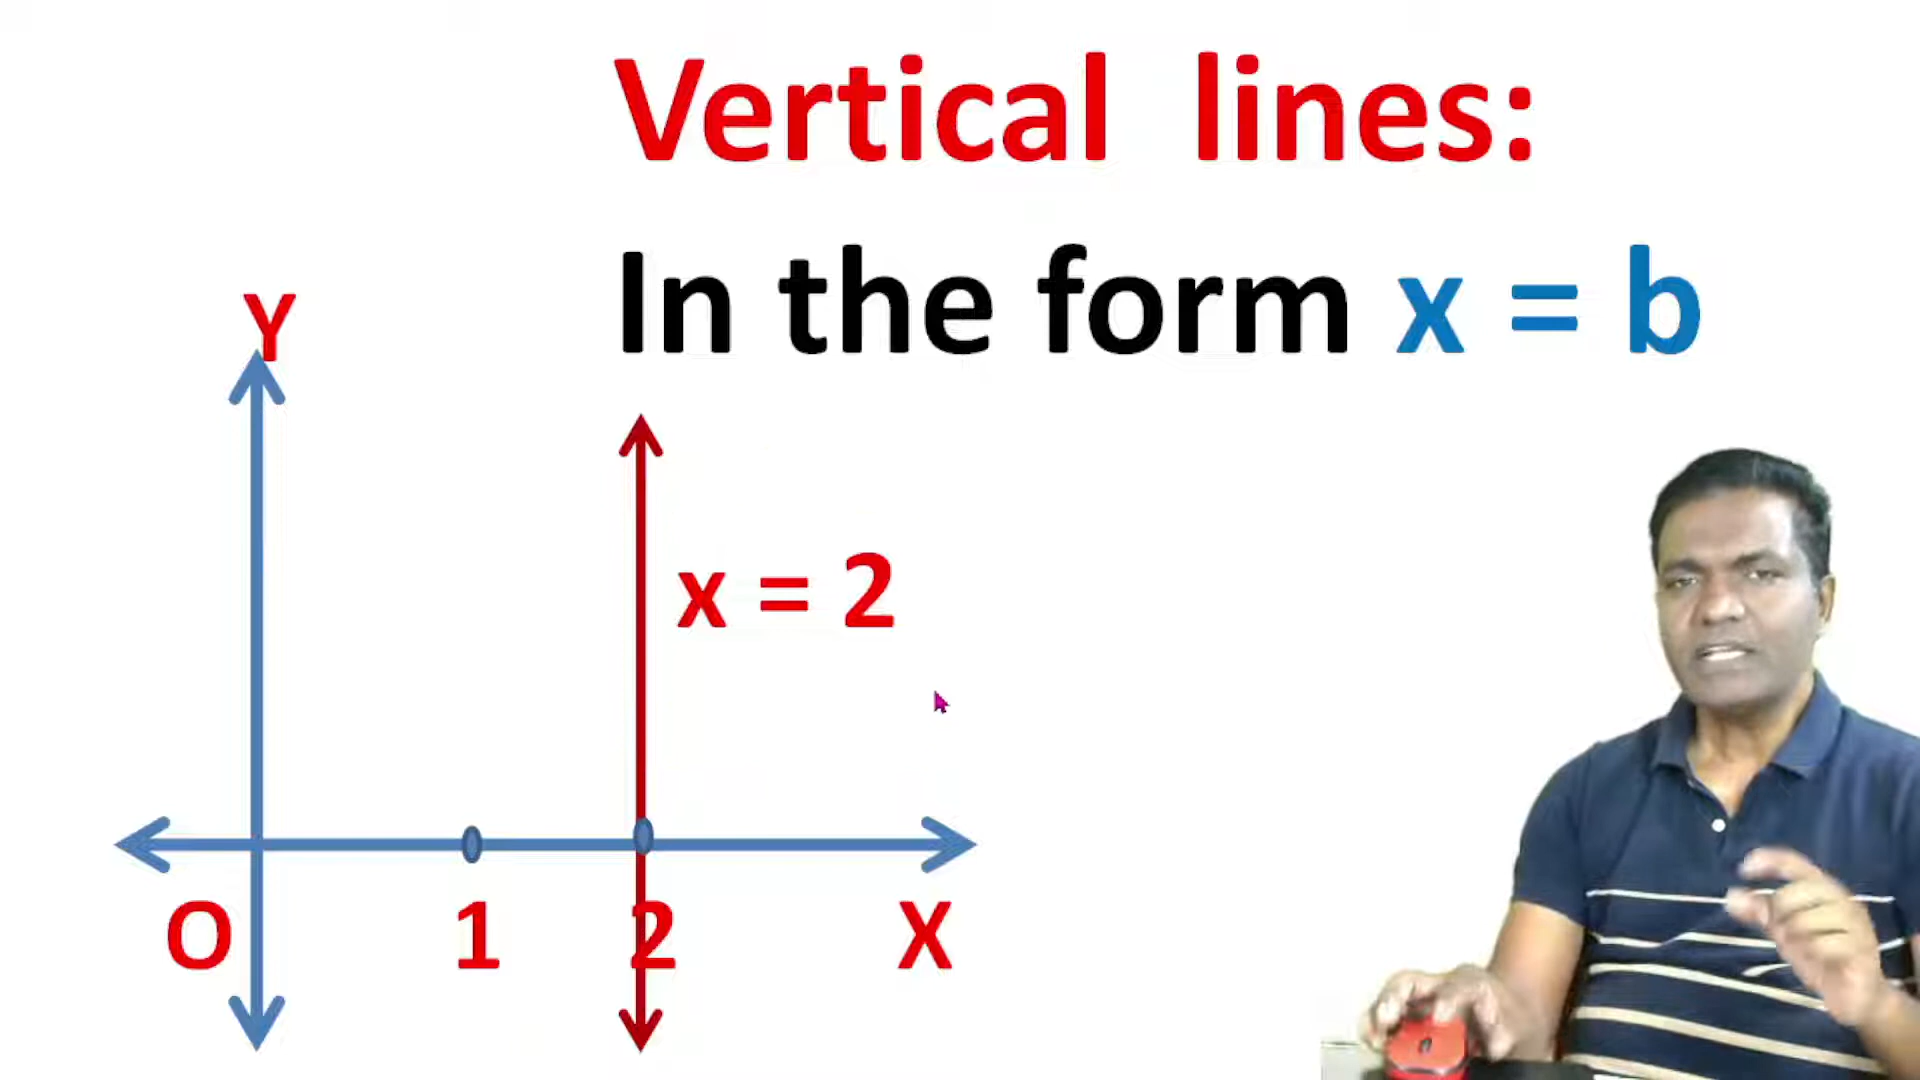 Vertical lines:
In the form x = b
Y
x = 2
O 1 2 X